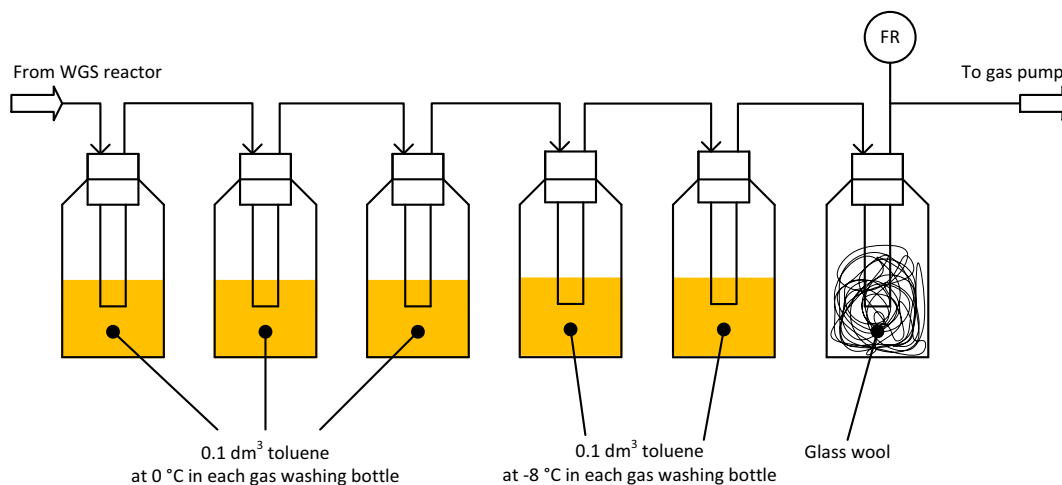 FR
From WGS reactor
To gas pump
0.1 dm³ toluene
at 0 °C in each gas washing bottle
0.1 dm³ toluene
at -8 °C in each gas washing bottle
Glass wool